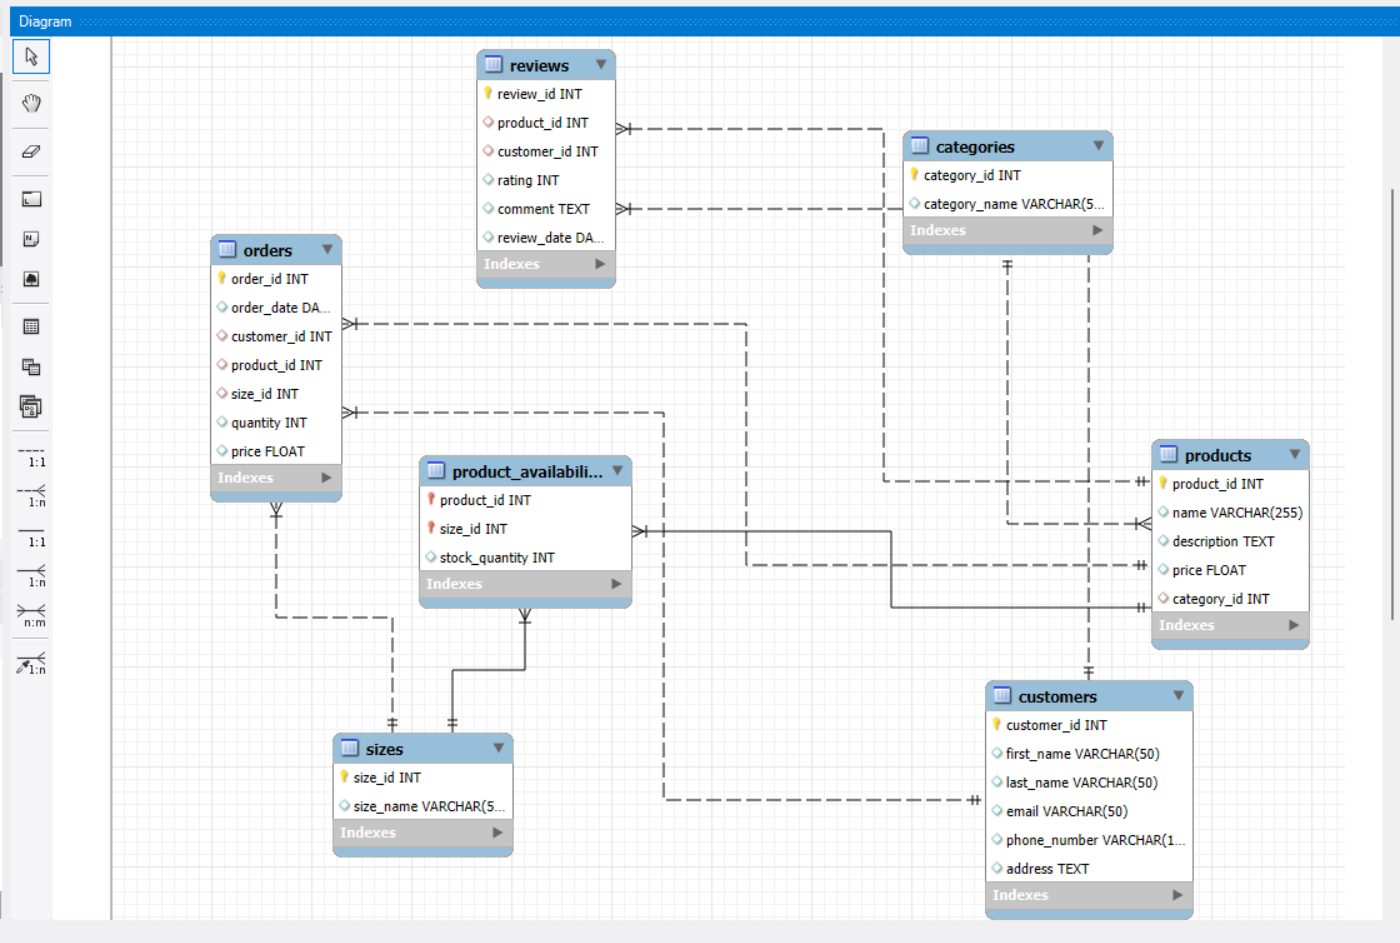 Diagram
reviews
review_id INT
product_id INT
customer_id INT
rating INT
comment TEXT
review_date DA...
Indexes
categories
category_id INT
category_name VARCHAR(5...
Indexes
orders
order_id INT
order_date DA...
customer_id INT
product_id INT
size_id INT
quantity INT
price FLOAT
Indexes
product_availabili...
product_id INT
size_id INT
stock_quantity INT
Indexes
products
product_id INT
name VARCHAR(255)
description TEXT
price FLOAT
category_id INT
Indexes
sizes
size_id INT
size_name VARCHAR(5...
Indexes
customers
customer_id INT
first_name VARCHAR(50)
last_name VARCHAR(50)
email VARCHAR(50)
phone_number VARCHAR(1...
address TEXT
Indexes
1:1
1:n
1:1
1:n
n:m
1:n